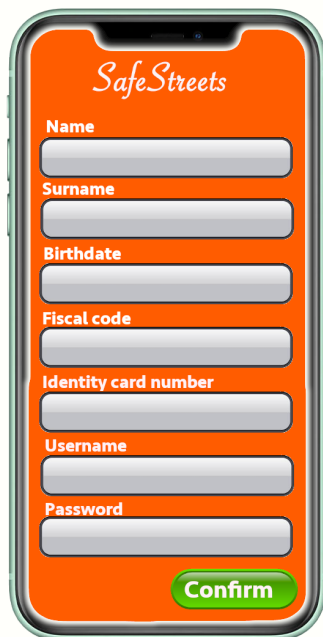 SafeStreets
Name
Surname
Birthdate
Fiscal code
Identity card number
Username
Password
Confirm